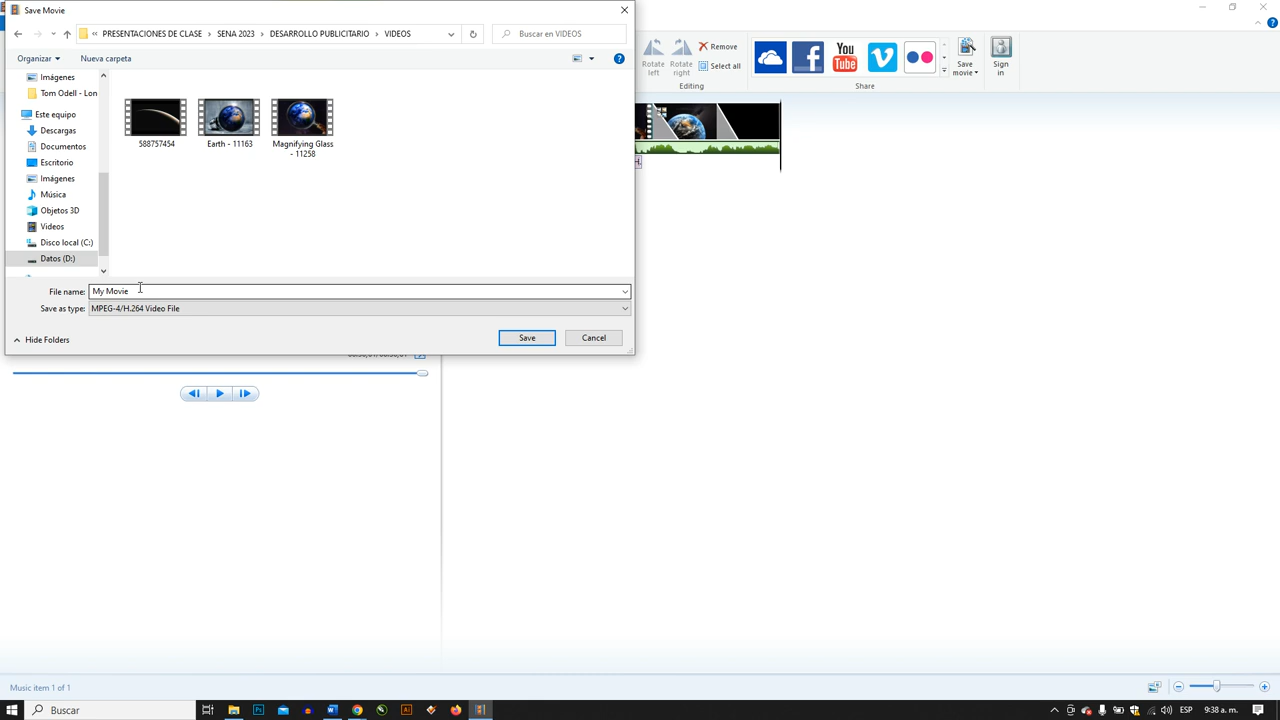 Save Movie
PRESENTACIONES DE CLASE > SENA 2023 > DESARROLLO PUBLICITARIO > VIDEOS
Buscar en VIDEOS
Organizar
Nueva carpeta
Imágenes
Tom Odell - Lon
Este equipo
Descargas
Documentos
Escritorio
Imágenes
Música
Objetos 3D
Videos
Disco local (C:)
Datos (D:)
588757454
Earth - 11163
Magnifying Glass
- 11258
File name: My Movie
Save as type: MPEG-4/H.264 Video File
Hide Folders
Save
Cancel
Rotate
left
Rotate
right
Remove
Select all
Editing
You
Tube
Share
Save
movie
Sign
in
Music item 1 of 1
Buscar
ESP
9:38 a. m.